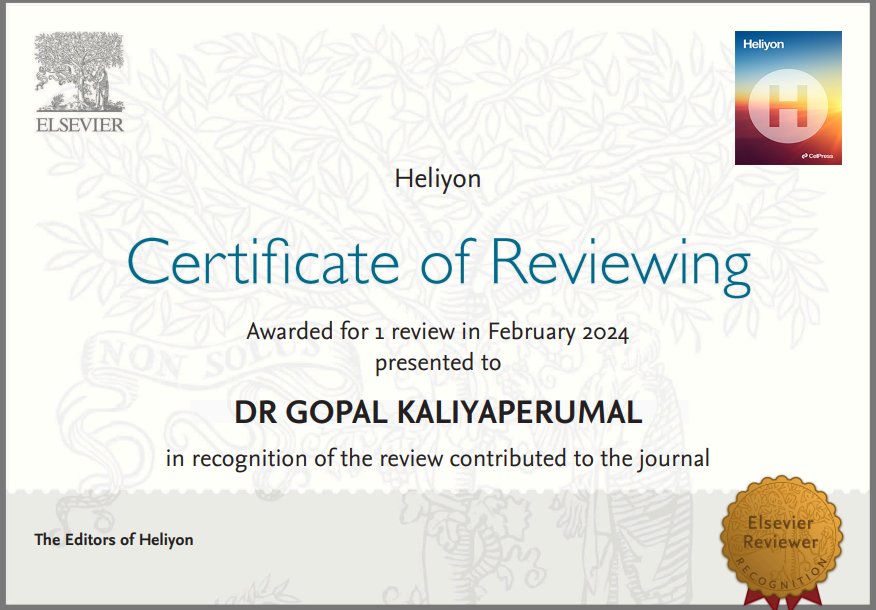 ELSEVIER
Heliyon
H
CelPress
Heliyon
Certificate of Reviewing
Awarded for 1 review in February 2024
presented to
NON SOLUS
DR GOPAL KALIYAPERUMAL
in recognition of the review contributed to the journal
The Editors of Heliyon
Elsevier
Reviewer
RECOGNITION